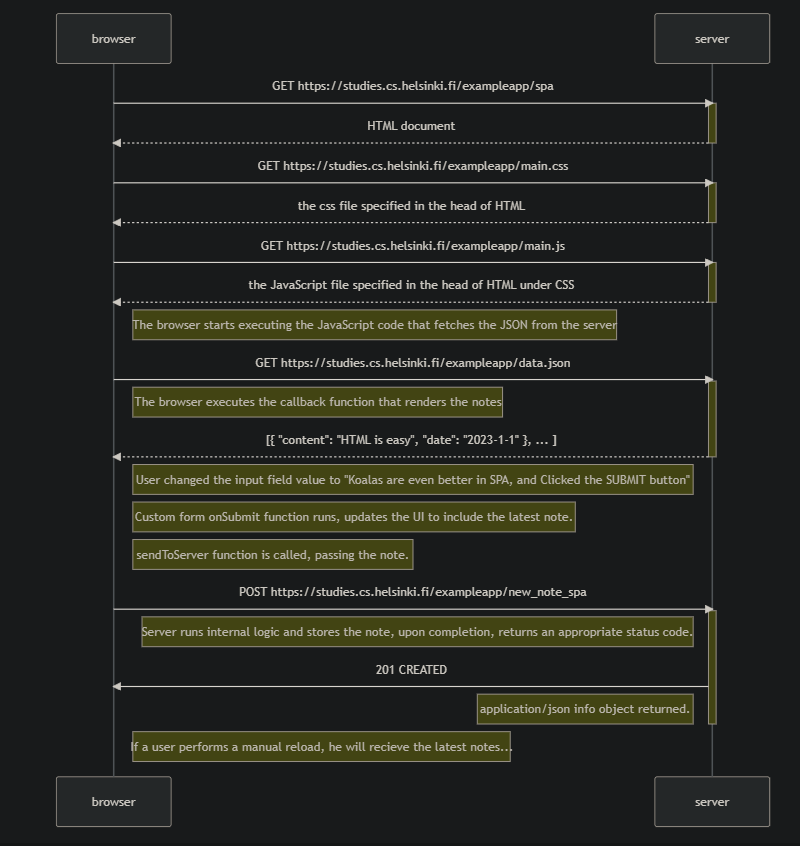 browser
server
GET https://studies.cs.helsinki.fi/exampleapp/spa
HTML document
GET https://studies.cs.helsinki.fi/exampleapp/main.css
the css file specified in the head of HTML
GET https://studies.cs.helsinki.fi/exampleapp/main.js
the JavaScript file specified in the head of HTML under CSS
The browser starts executing the JavaScript code that fetches the JSON from the server
GET https://studies.cs.helsinki.fi/exampleapp/data.json
The browser executes the callback function that renders the notes
[{ "content": "HTML is easy", "date": "2023-1-1" }, ... ]
User changed the input field value to "Koalas are even better in SPA, and Clicked the SUBMIT button"
Custom form onSubmit function runs, updates the UI to include the latest note.
sendToServer function is called, passing the note.
POST https://studies.cs.helsinki.fi/exampleapp/new_note_spa
Server runs internal logic and stores the note, upon completion, returns an appropriate status code.
201 CREATED
application/json info object returned.
If a user performs a manual reload, he will recieve the latest notes...
browser
server